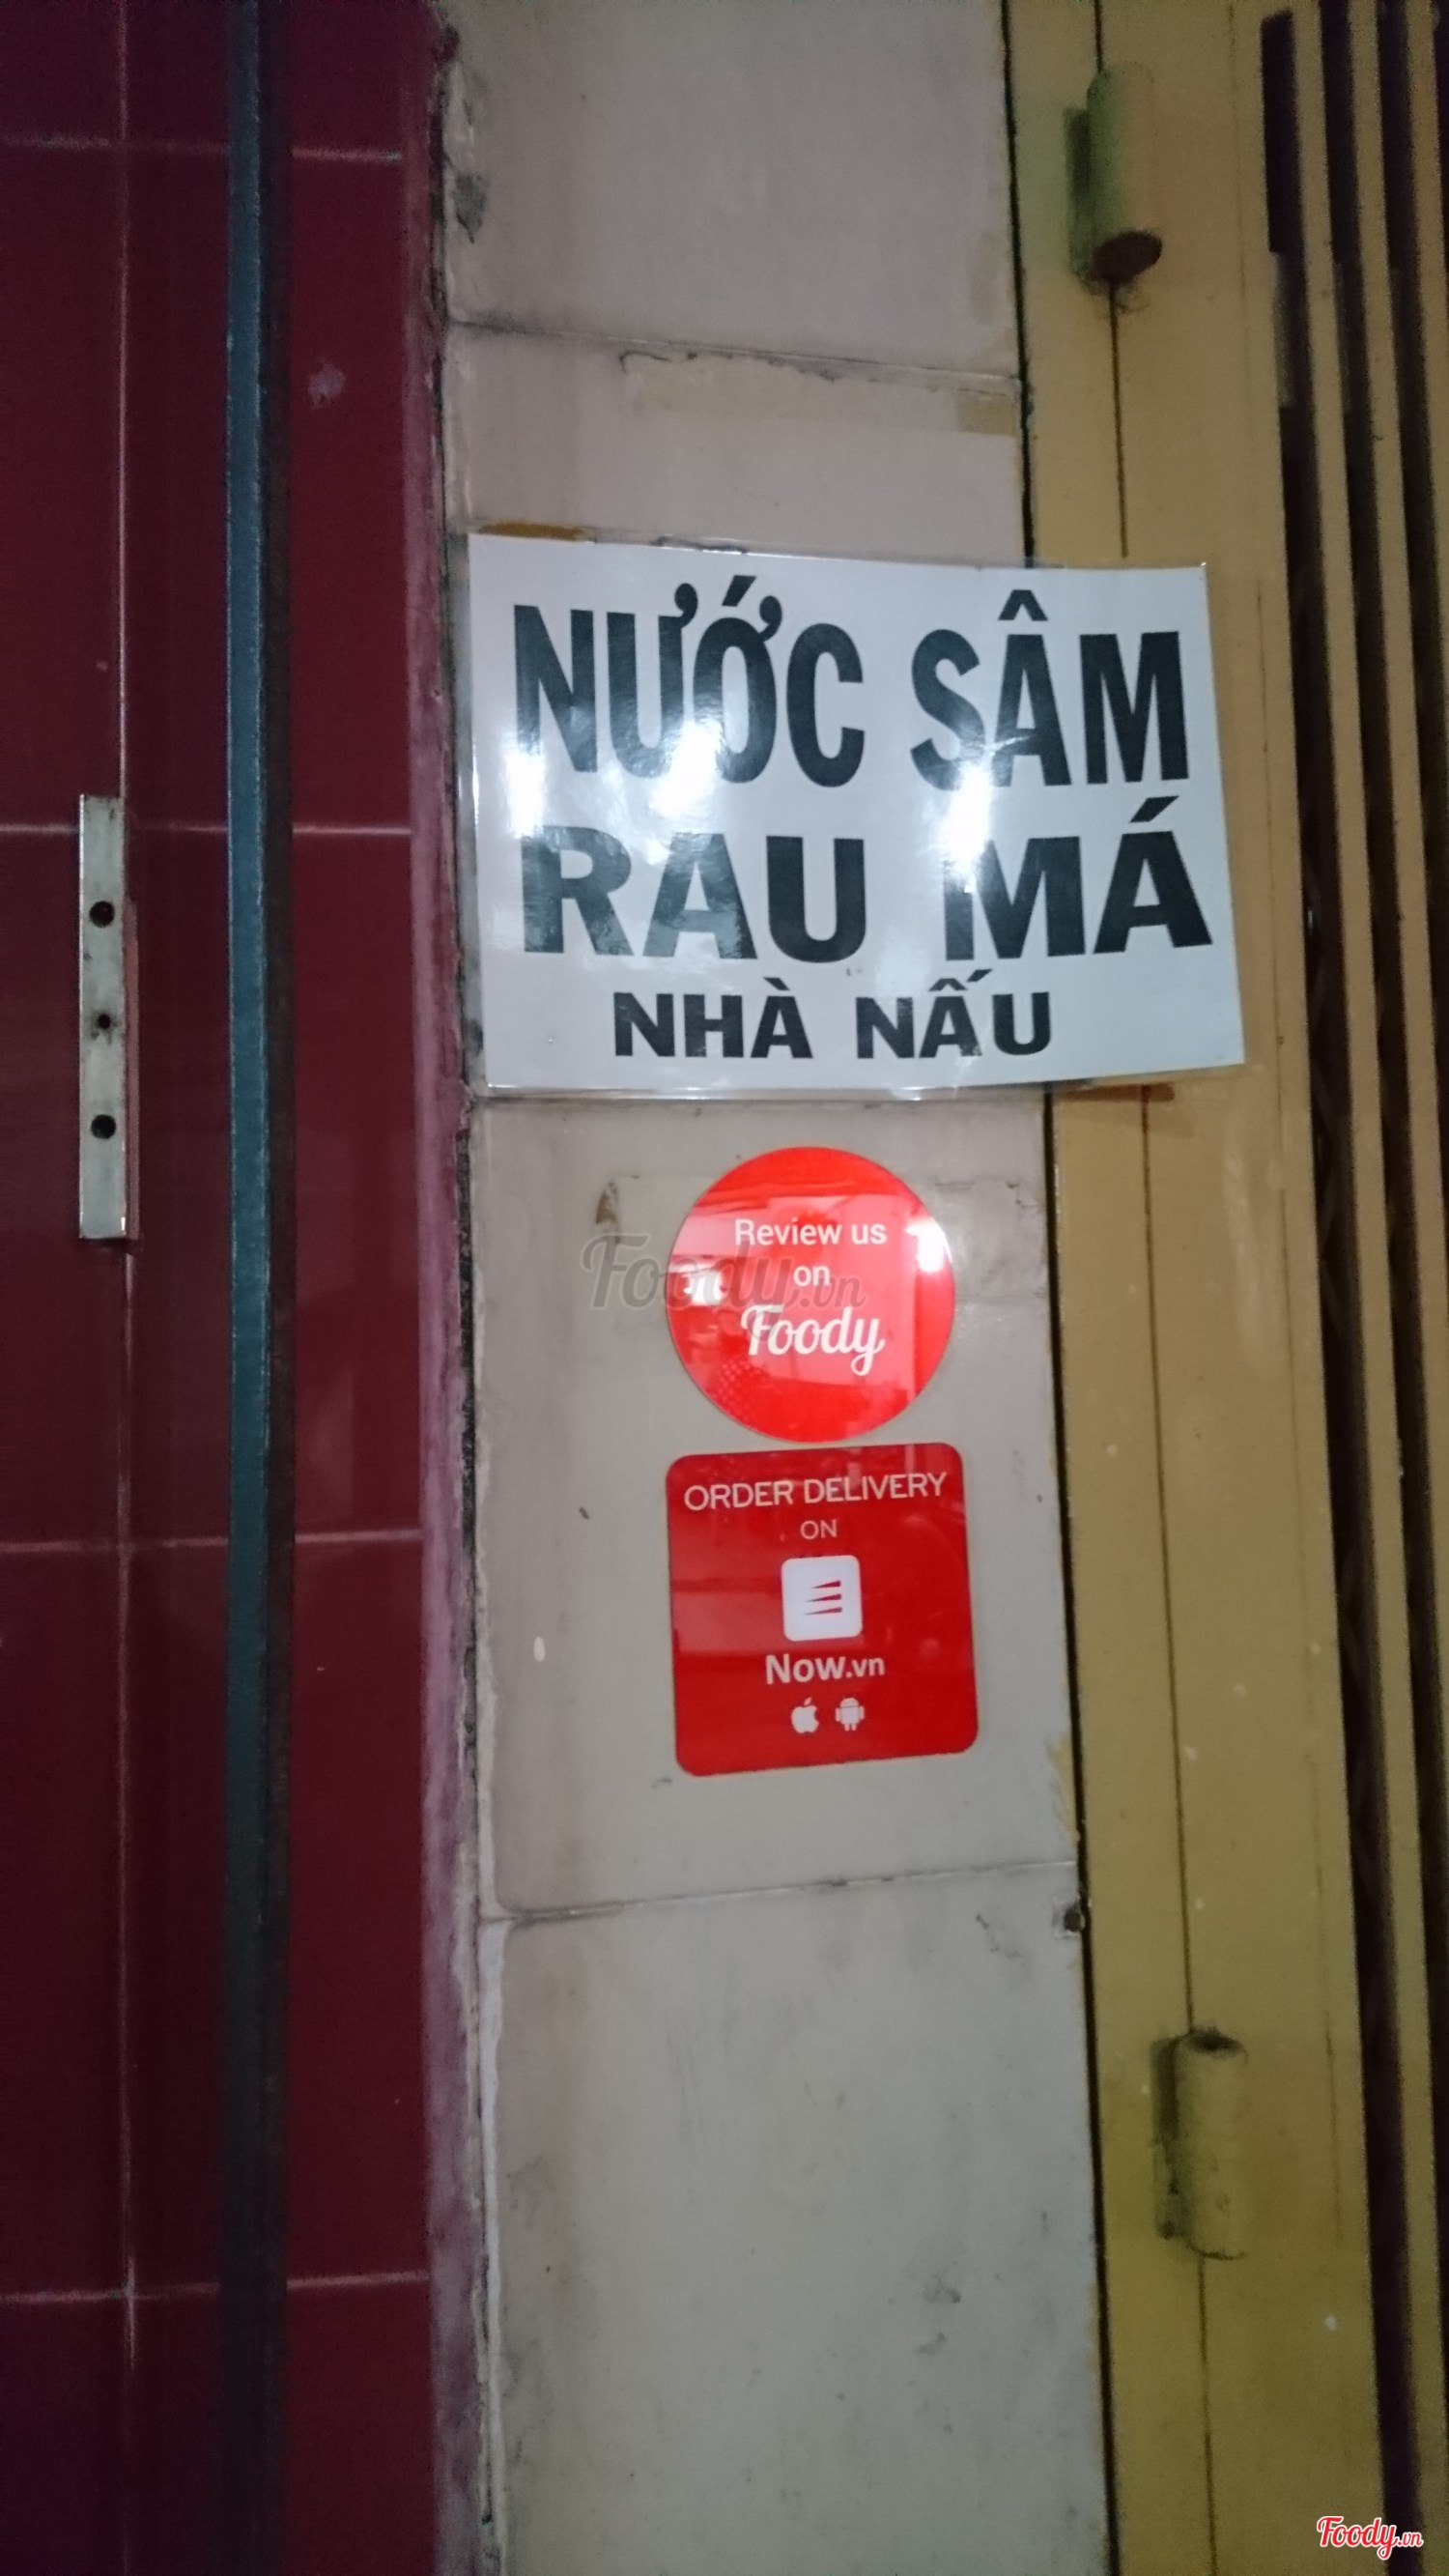 NƯỚC SÂM
RAU MÁ
NHÀ NẤU
Review us
on
Foody
Foody.vn
ORDER DELIVERY
ON
Now.vn
Foody.vn